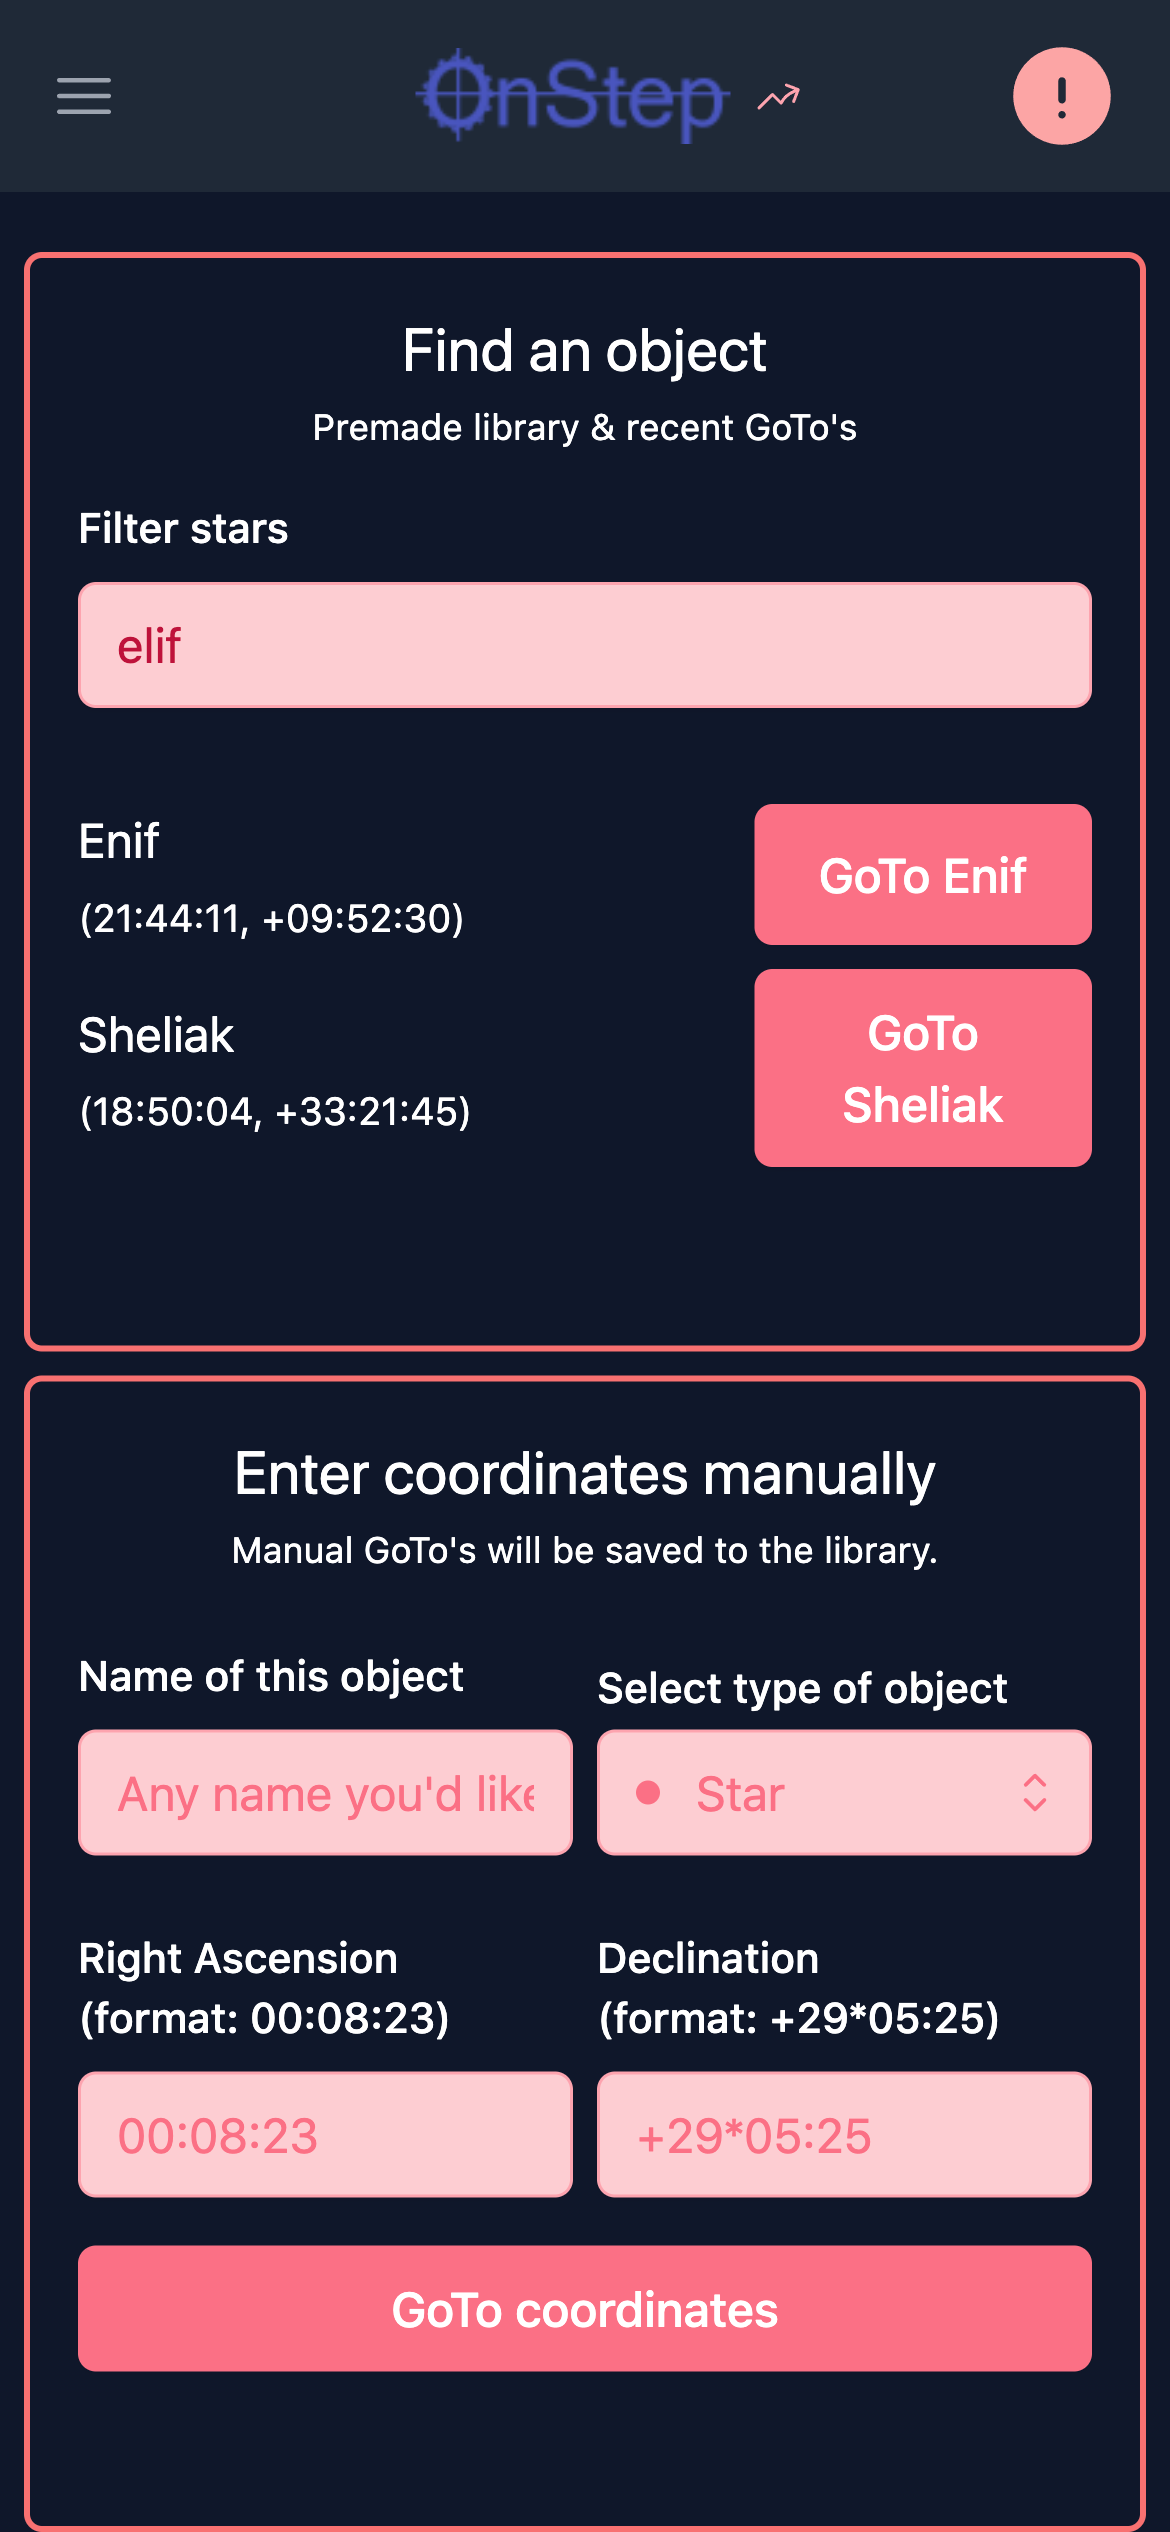 OnStep
Find an object
Premade library & recent GoTo's
Filter stars
elif
Enif
(21:44:11, +09:52:30)
GoTo Enif
Sheliak
(18:50:04, +33:21:45)
GoTo
Sheliak
Enter coordinates manually
Manual GoTo's will be saved to the library.
Name of this object
Any name you'd like
Select type of object
Star
Right Ascension
(format: 00:08:23)
00:08:23
Declination
(format: +29*05:25)
+29*05:25
GoTo coordinates